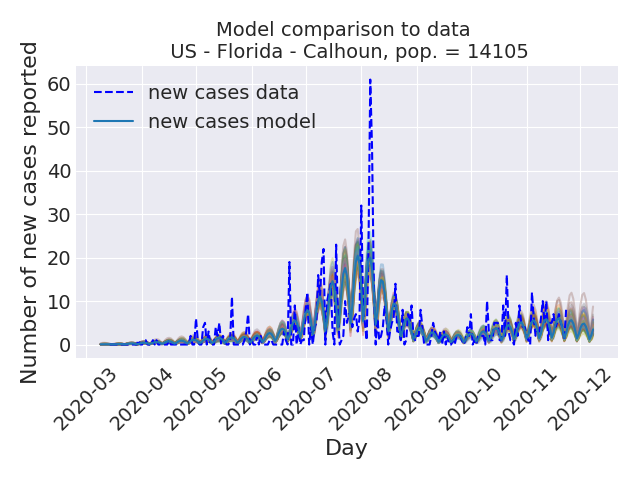 Model comparison to data
US - Florida - Calhoun, pop. = 14105
Number of new cases reported
60
50
40
30
20
10
0
new cases data
new cases model
2020-03
2020-04
2020-05
2020-06
2020-07
2020-08
2020-09
2020-10
2020-11
2020-12
Day